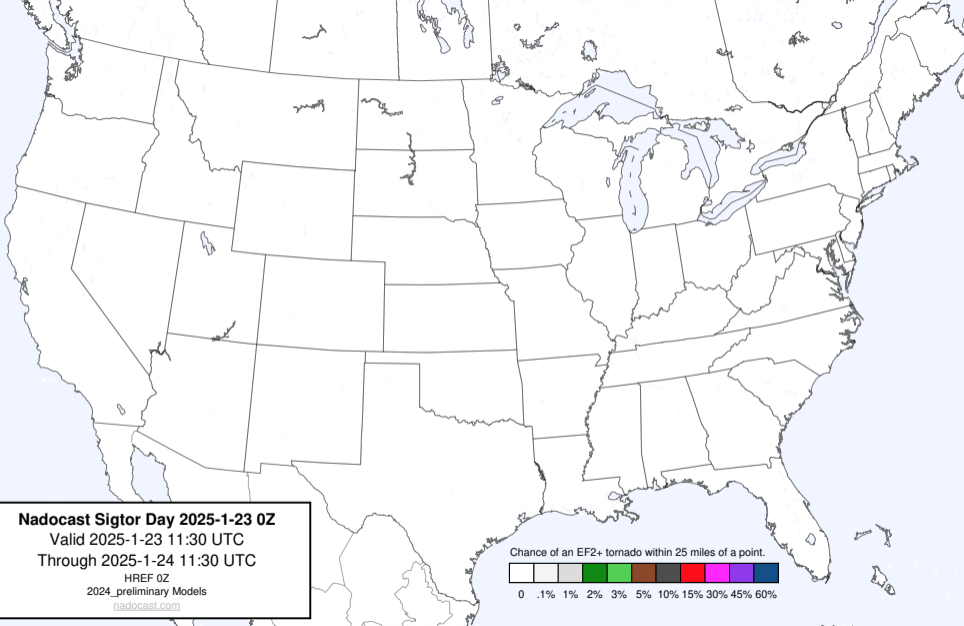 Nadocast Sigtor Day 2025-1-23 0Z
Valid 2025-1-23 11:30 UTC
Through 2025-1-24 11:30 UTC
HREF 0Z
2024_preliminary Models
nadocast.com
Chance of an EF2+ tornado within 25 miles of a point.
0 .1% 1% 2% 3% 5% 10% 15% 30% 45% 60%